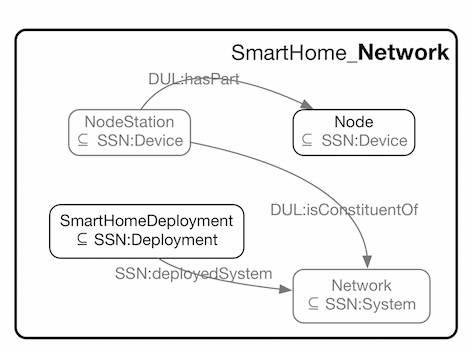 SmartHome_Network
DUL:hasPart
NodeStation
⊆ SSN:Device
Node
⊆ SSN:Device
DUL:isConstituentOf
SmartHomeDeployment
⊆ SSN:Deployment
SSN:deployedSystem
Network
⊆ SSN:System